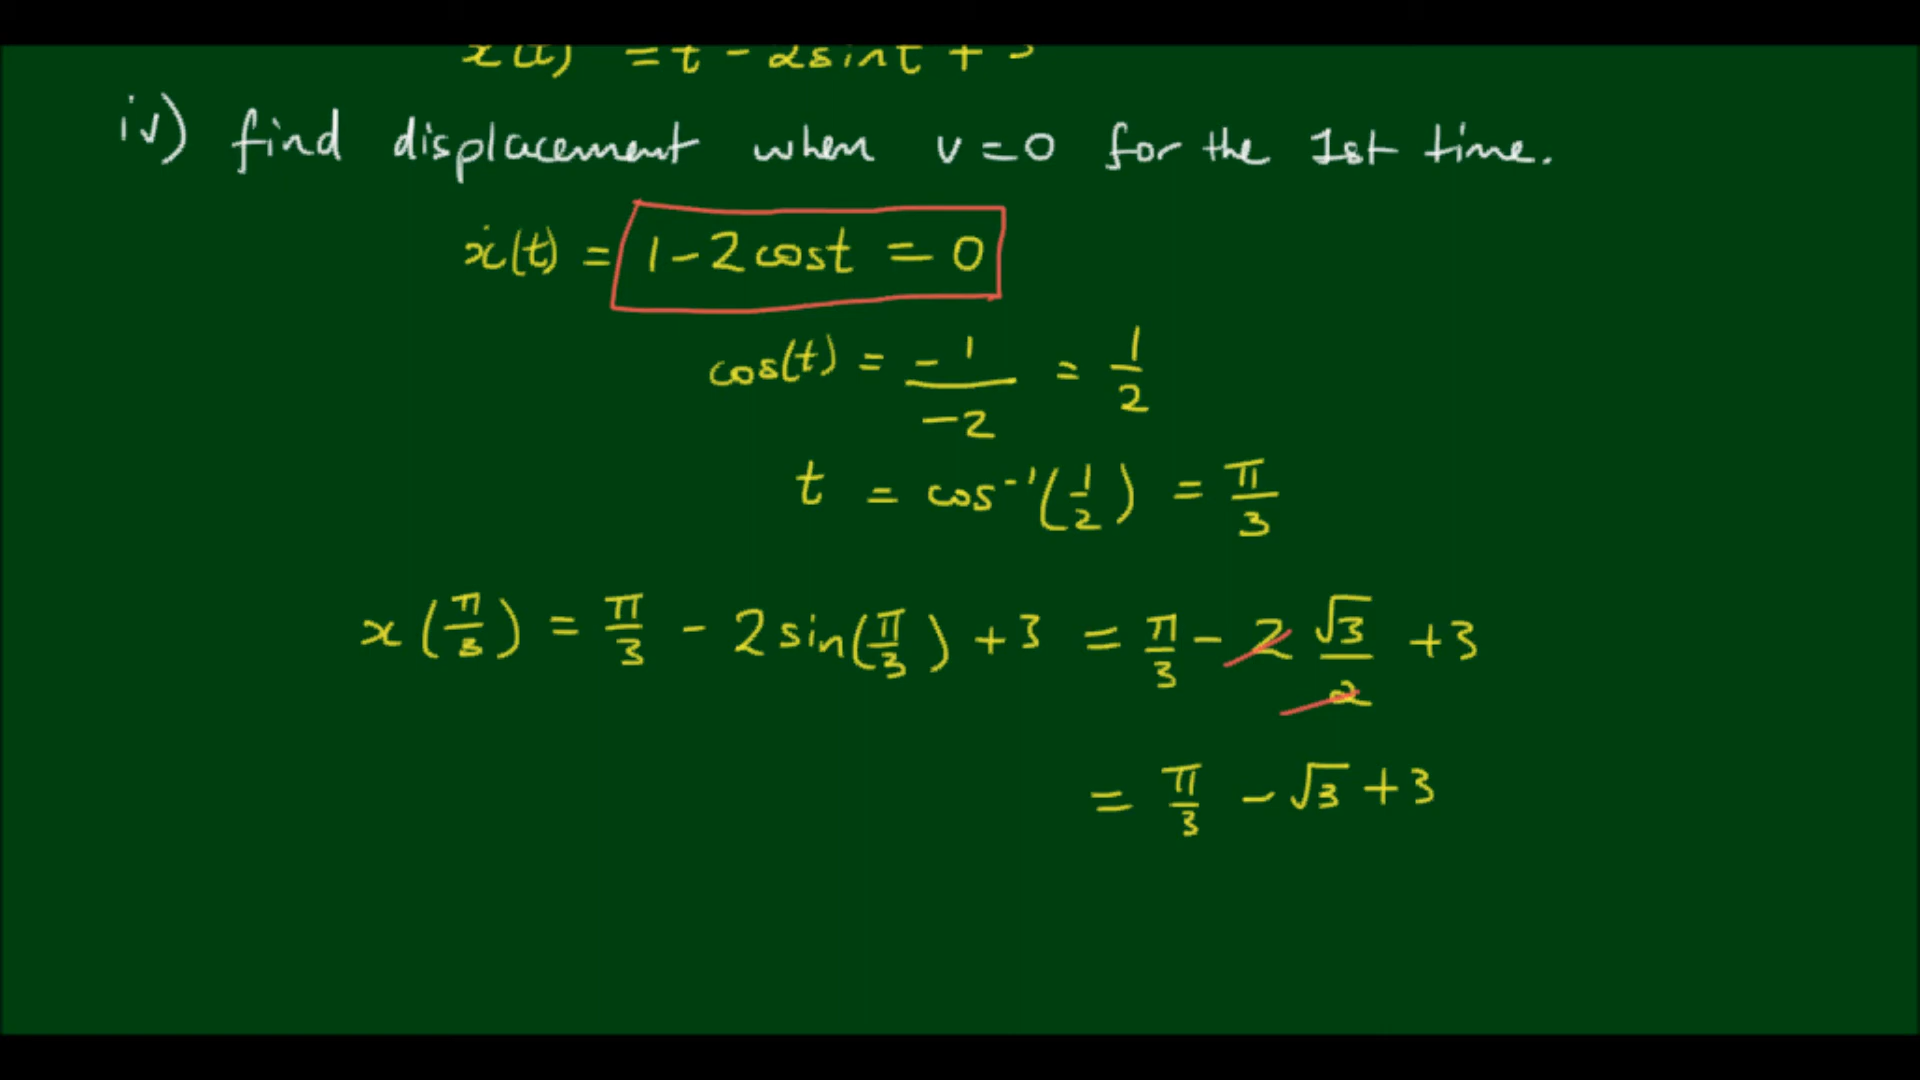 x(t) = t - 2sint + 3
iv) find displacement when v=0 for the 1st time.
ẋ(t) = 1-2cost = 0
cos(t) = -1/-2 = 1/2
t = cos⁻¹(1/2) = π/3
x(π/3) = π/3 - 2sin(π/3) +3 = π/3 - 2 √3/2 +3
= π/3 - √3 +3